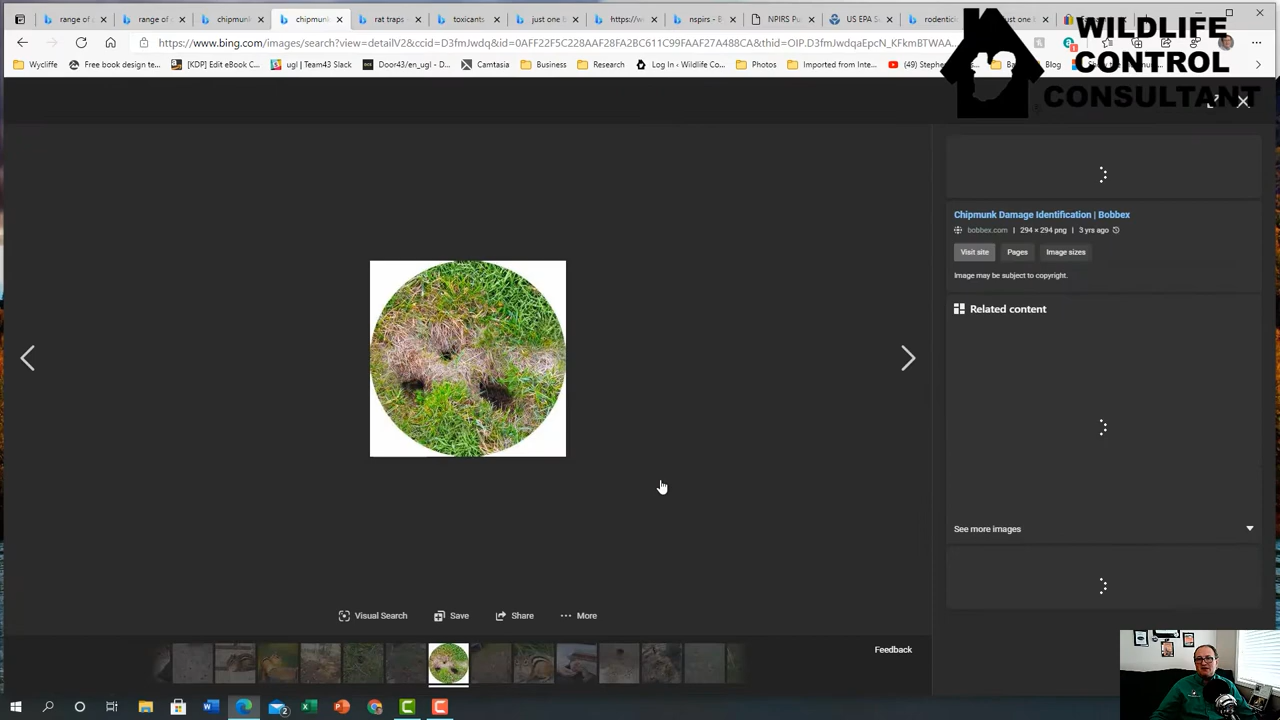 range of
range of
chipmunk
chipmunk
rat traps
toxicants
just one b
https://w
nspirs - B
NPIRS Pu
US EPA S
rodentici
ust one b
https://www.bing.com/images/search?view=detailV2&ccid=D3fmJwdq&id=0AFF22F5C228AAF28FA2BC611C99FAAF27A488CA&thid=OIP.D3fmJwdqaEpcN_KFkmBTWAA...
WILDLIFE
CONTROL
CONSULTANT
Wycliffe
Free book design te...
[KDP] Edit eBook C...
ugl | Team43 Slack
Dor43/en_ugl - D...
Camtasia
Business
Research
Log In ‹ Wildlife Co...
Photos
Imported from Inte...
(49) Stephe
Blog
Chipmunk Damage Identification | Bobbex
bobbex.com | 294 × 294 png | 3 yrs ago
Visit site
Pages
Image sizes
Image may be subject to copyright.
Related content
See more images
Visual Search
Save
Share
More
Feedback